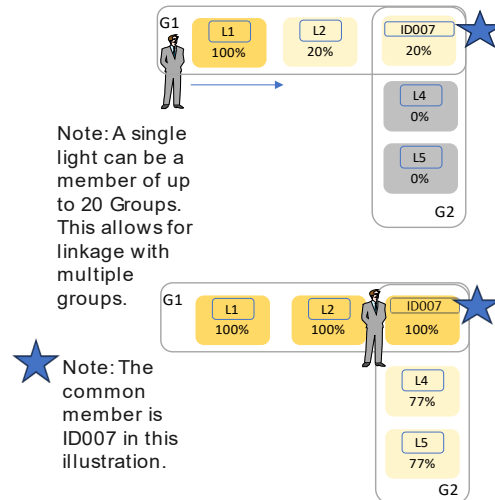 G1
L1
100%
L2
20%
ID007
20%
L4
0%
L5
0%
G2
Note: A single
light can be a
member of up
to 20 Groups.
This allows for
linkage with
multiple
groups.
G1
L1
100%
L2
100%
ID007
100%
L4
77%
L5
77%
G2
Note: The
common
member is
ID007 in this
illustration.